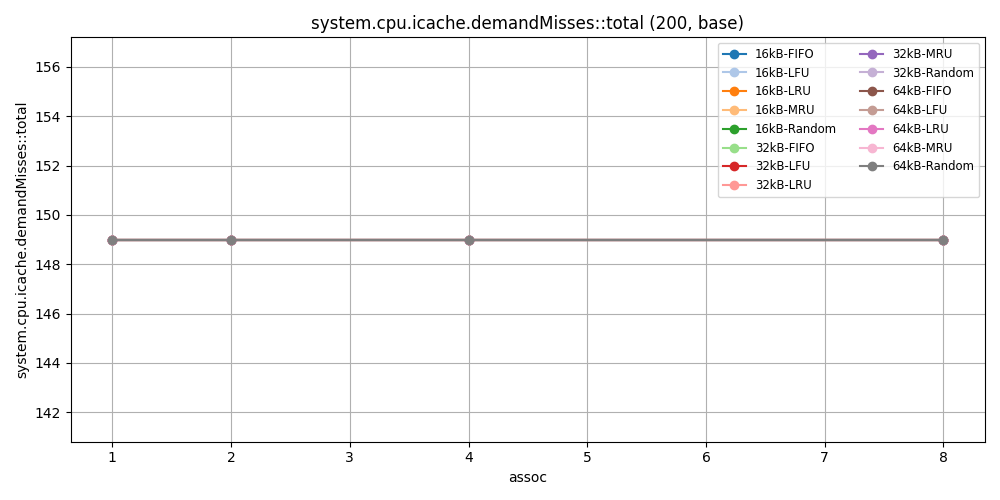 system.cpu.icache.demandMisses::total (200, base)
system.cpu.icache.demandMisses::total
156
154
152
150
148
146
144
142
1 2 3 4 5 6 7 8
assoc
16kB-FIFO
16kB-LFU
16kB-LRU
16kB-MRU
16kB-Random
32kB-FIFO
32kB-LFU
32kB-LRU
32kB-MRU
32kB-Random
64kB-FIFO
64kB-LFU
64kB-LRU
64kB-MRU
64kB-Random